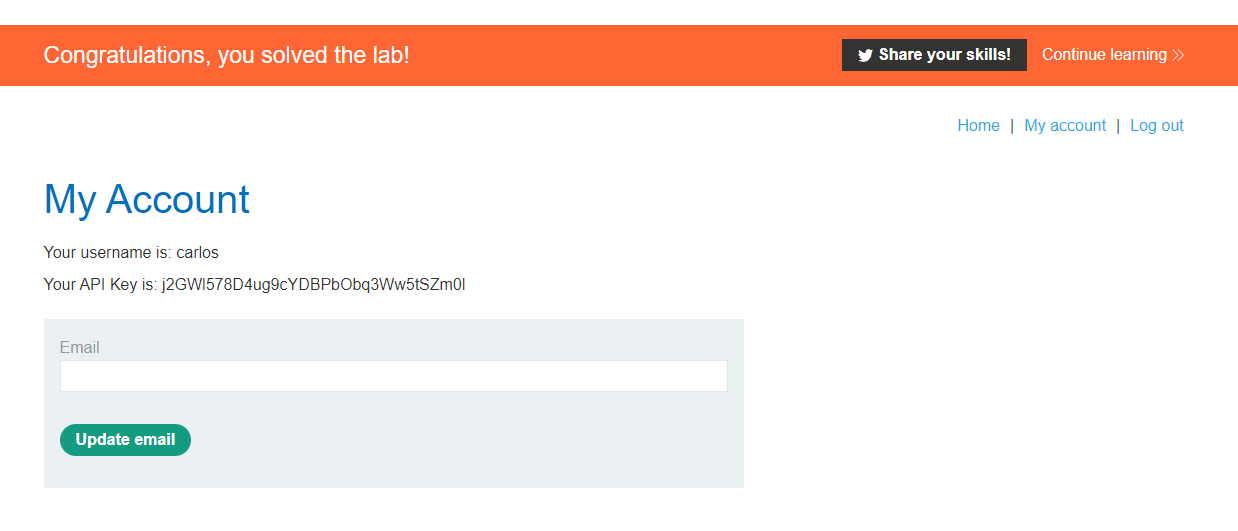 Congratulations, you solved the lab!
Share your skills!
Continue learning
Home | My account | Log out
My Account
Your username is: carlos
Your API Key is: j2GWl578D4ug9cYDBPbObq3Ww5tSZm0l
Email
Update email